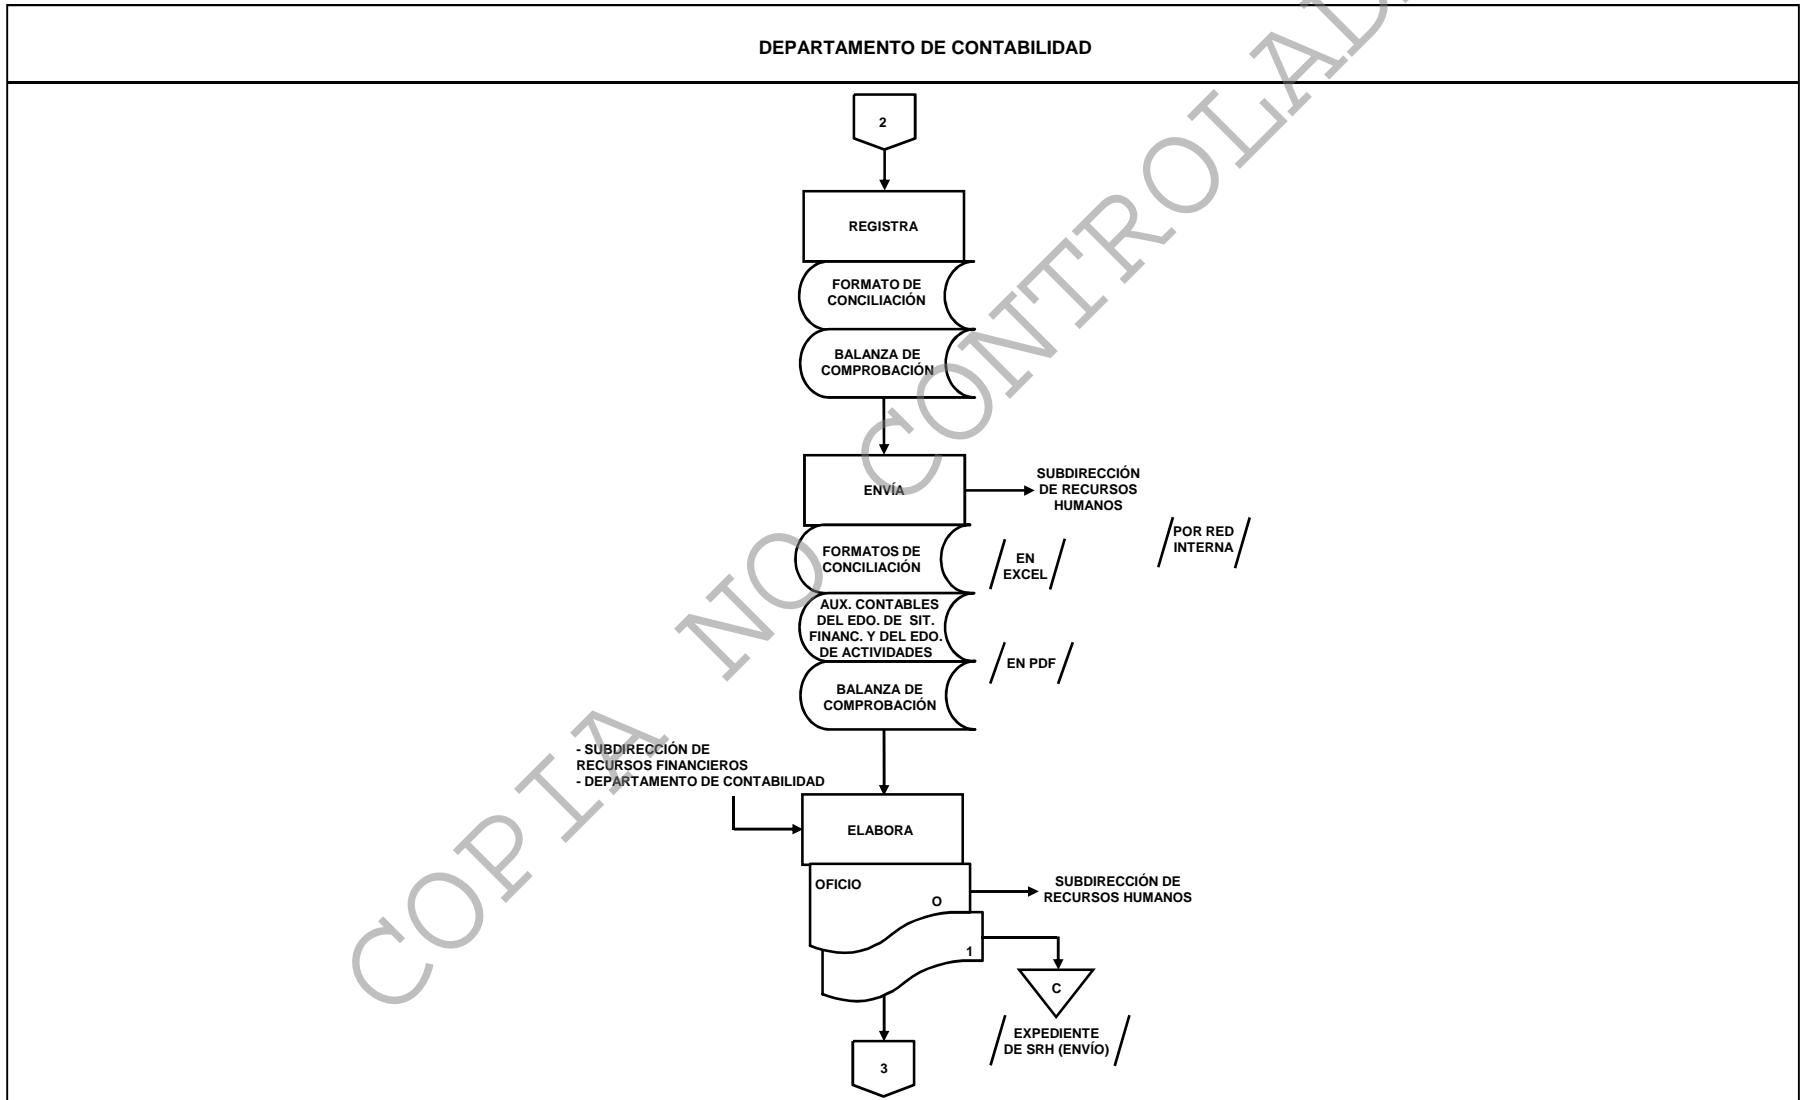 DEPARTAMENTO DE CONTABILIDAD
2
REGISTRA
FORMATO DE
CONCILIACIÓN
BALANZA DE
COMPROBACIÓN
ENVÍA
SUBDIRECCIÓN
DE RECURSOS
HUMANOS
POR RED
INTERNA
FORMATOS DE
CONCILIACIÓN
EN
EXCEL
AUX. CONTABLES
DEL EDO. DE SIT.
FINANC. Y DEL EDO.
DE ACTIVIDADES
EN PDF
BALANZA DE
COMPROBACIÓN
- SUBDIRECCIÓN DE
RECURSOS FINANCIEROS
- DEPARTAMENTO DE CONTABILIDAD
ELABORA
OFICIO
O
SUBDIRECCIÓN DE
RECURSOS HUMANOS
1
C
EXPEDIENTE
DE SRH (ENVÍO)
3
COPIA NO CONTROLAD